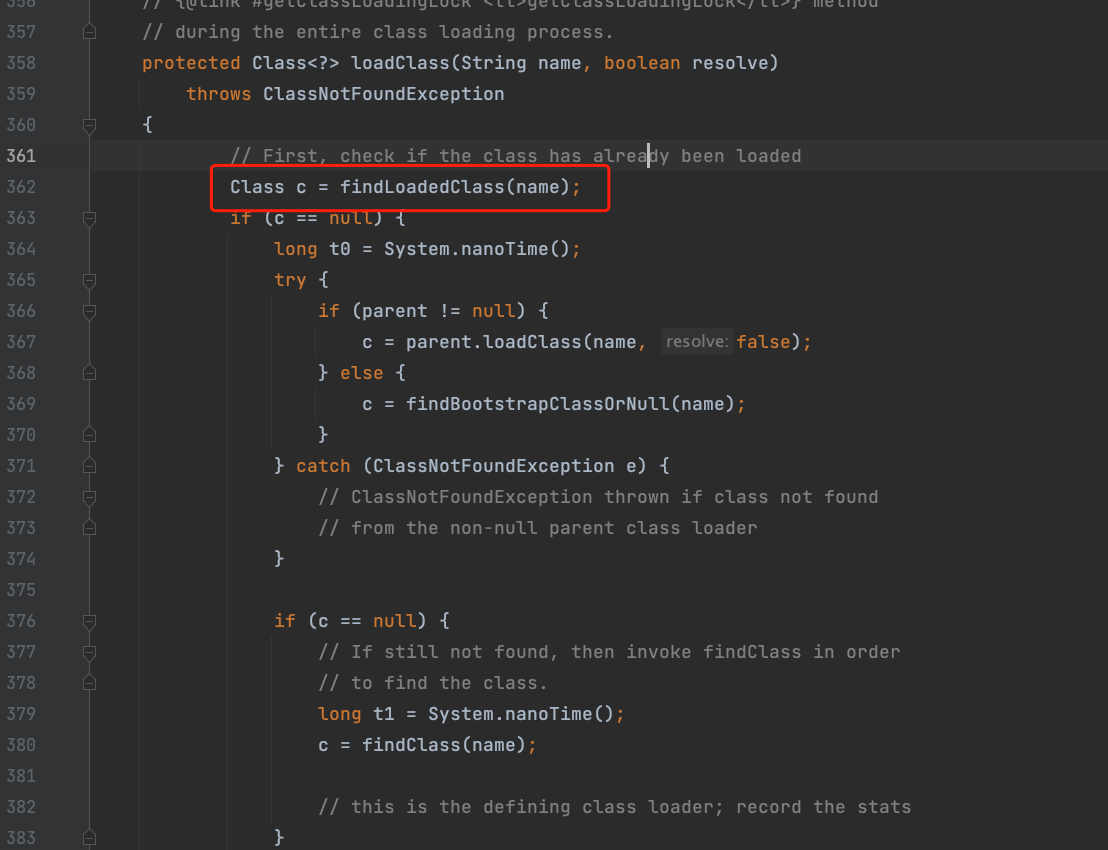 356 // {@link #getClassLoadingLock <tt>getClassLoadingLock</tt>} method
357 // during the entire class loading process.
358 protected Class<?> loadClass(String name, boolean resolve)
359 throws ClassNotFoundException
360 {
361 // First, check if the class has already been loaded
362 Class c = findLoadedClass(name);
363 if (c == null) {
364 long t0 = System.nanoTime();
365 try {
366 if (parent != null) {
367 c = parent.loadClass(name, resolve: false);
368 } else {
369 c = findBootstrapClassOrNull(name);
370 }
371 } catch (ClassNotFoundException e) {
372 // ClassNotFoundException thrown if class not found
373 // from the non-null parent class loader
374 }
375
376 if (c == null) {
377 // If still not found, then invoke findClass in order
378 // to find the class.
379 long t1 = System.nanoTime();
380 c = findClass(name);
381
382 // this is the defining class loader; record the stats
383 }